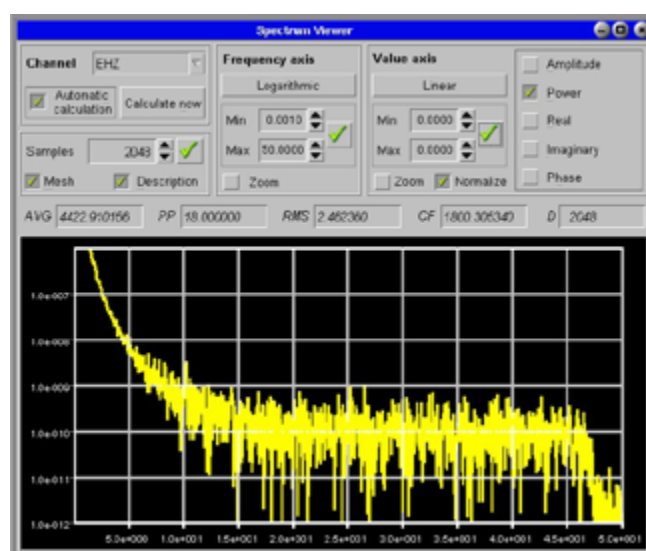 Spectrum Viewer
Channel EHZ
Automatic calculation
Calculate now
Samples 2048
Mesh Description
Frequency axis
Logarithmic
Min 0.0010
Max 50.0000
Zoom
Value axis
Linear
Min 0.0000
Max 0.0000
Zoom Normalize
Amplitude
Power
Real
Imaginary
Phase
AVG 4422.910156 PP 18.000000 RMS 2.462360 CF 1800.305340 D 2048
1.0e-007
1.0e-008
1.0e-009
1.0e-010
1.0e-011
1.0e-012
5.0e+000 1.0e+001 1.5e+001 2.0e+001 2.5e+001 3.0e+001 3.5e+001 4.0e+001 4.5e+001 5.0e+001